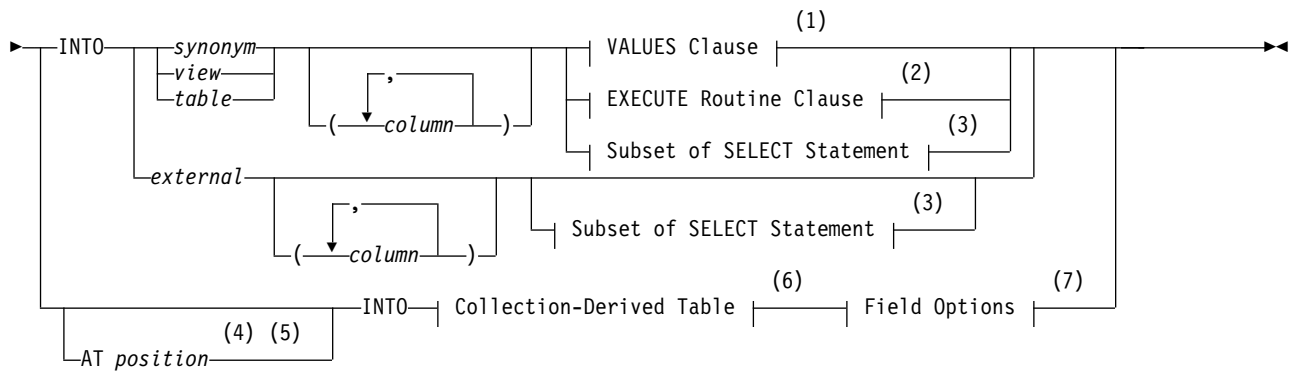 (1)
INTO synonym VALUES Clause
view
table
, (2)
EXECUTE Routine Clause
( column )
(3)
Subset of SELECT Statement
external
, (3)
Subset of SELECT Statement
( column )
(6) (7)
INTO Collection-Derived Table Field Options
(4) (5)
AT position